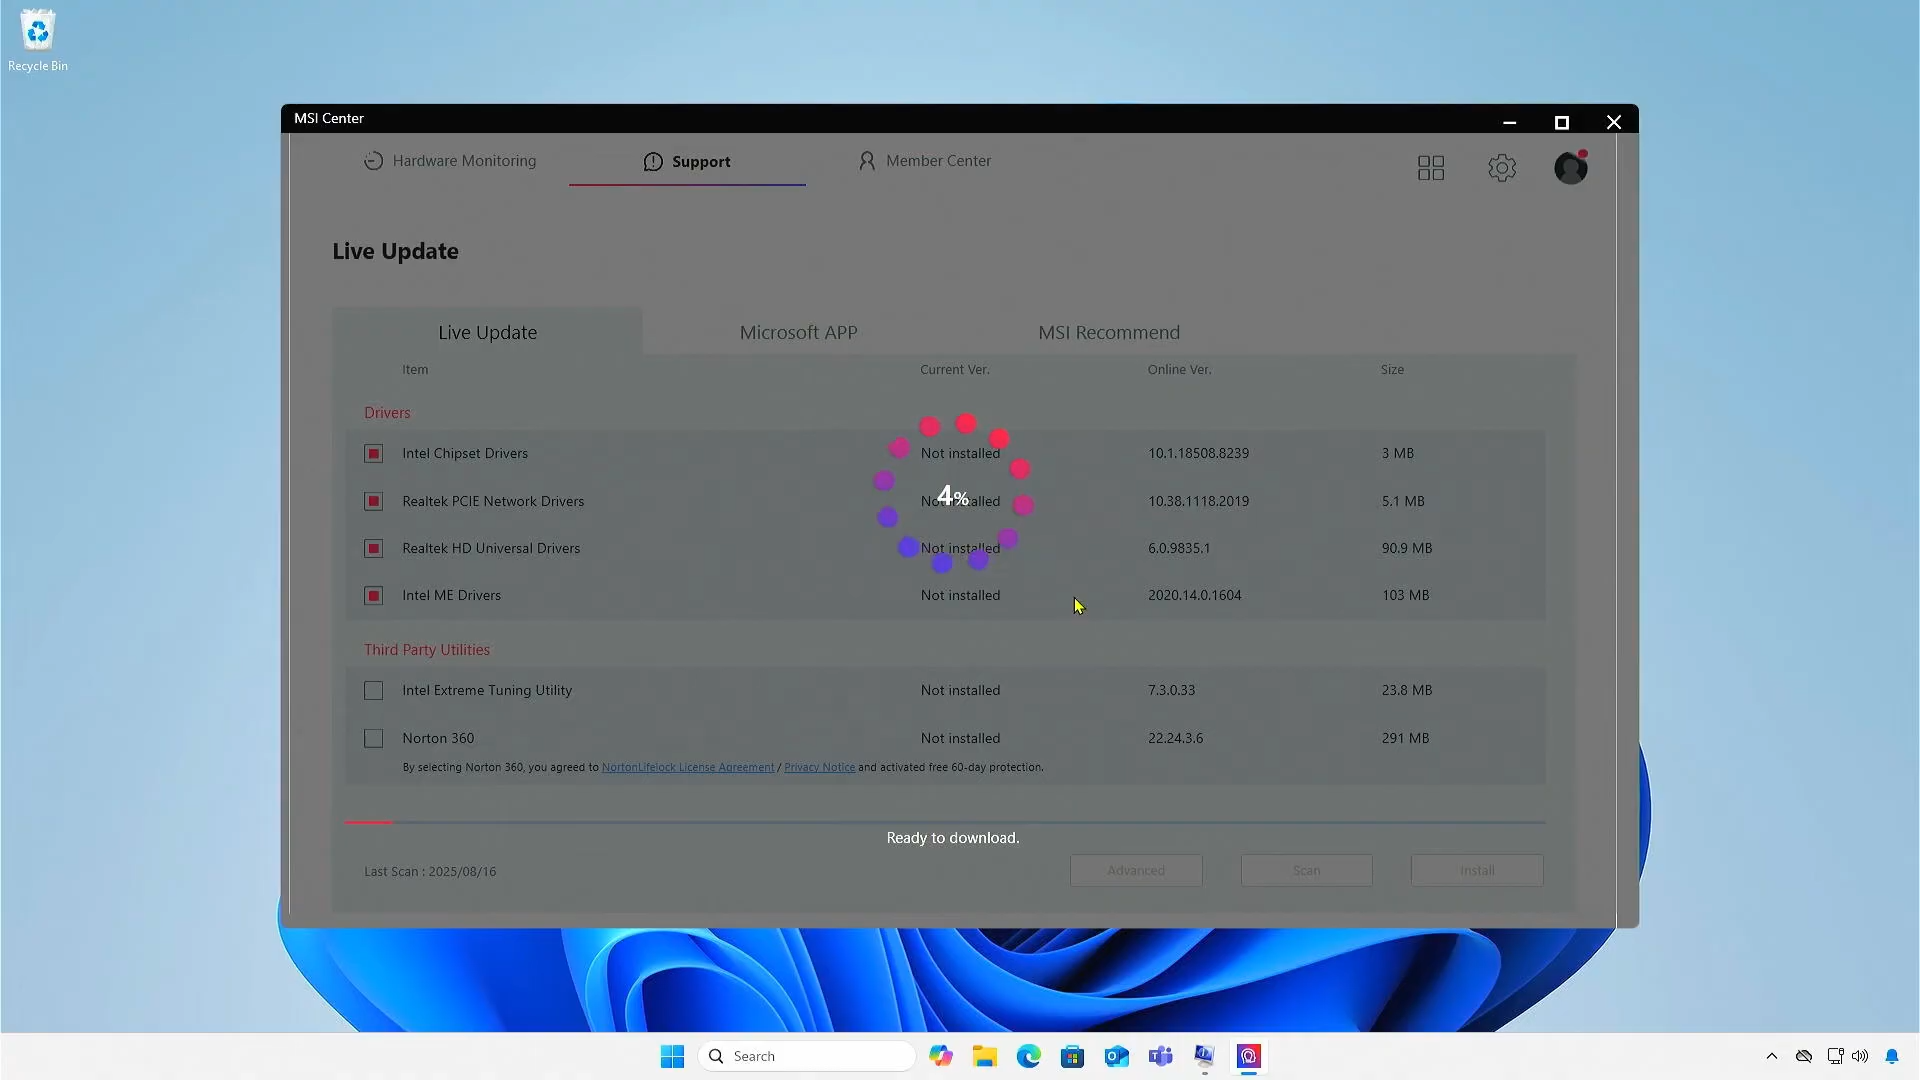 Recycle Bin
MSI Center
Hardware Monitoring
Support
Member Center
Live Update
Live Update
Microsoft APP
MSI Recommend
Item
Current Ver.
Online Ver.
Size
Drivers
Intel Chipset Drivers
Not installed
10.1.18508.8239
3 MB
Realtek PCIE Network Drivers
Not installed
4%
10.38.1118.2019
5.1 MB
Realtek HD Universal Drivers
Not installed
6.0.9835.1
90.9 MB
Intel ME Drivers
Not installed
2020.14.0.1604
103 MB
Third Party Utilities
Intel Extreme Tuning Utility
Not installed
7.3.0.33
23.8 MB
Norton 360
Not installed
22.24.3.6
291 MB
By selecting Norton 360, you agreed to NortonLifelock License Agreement / Privacy Notice and activated free 60-day protection.
Ready to download.
Last Scan : 2025/08/16
Advanced
Scan
Install
Search